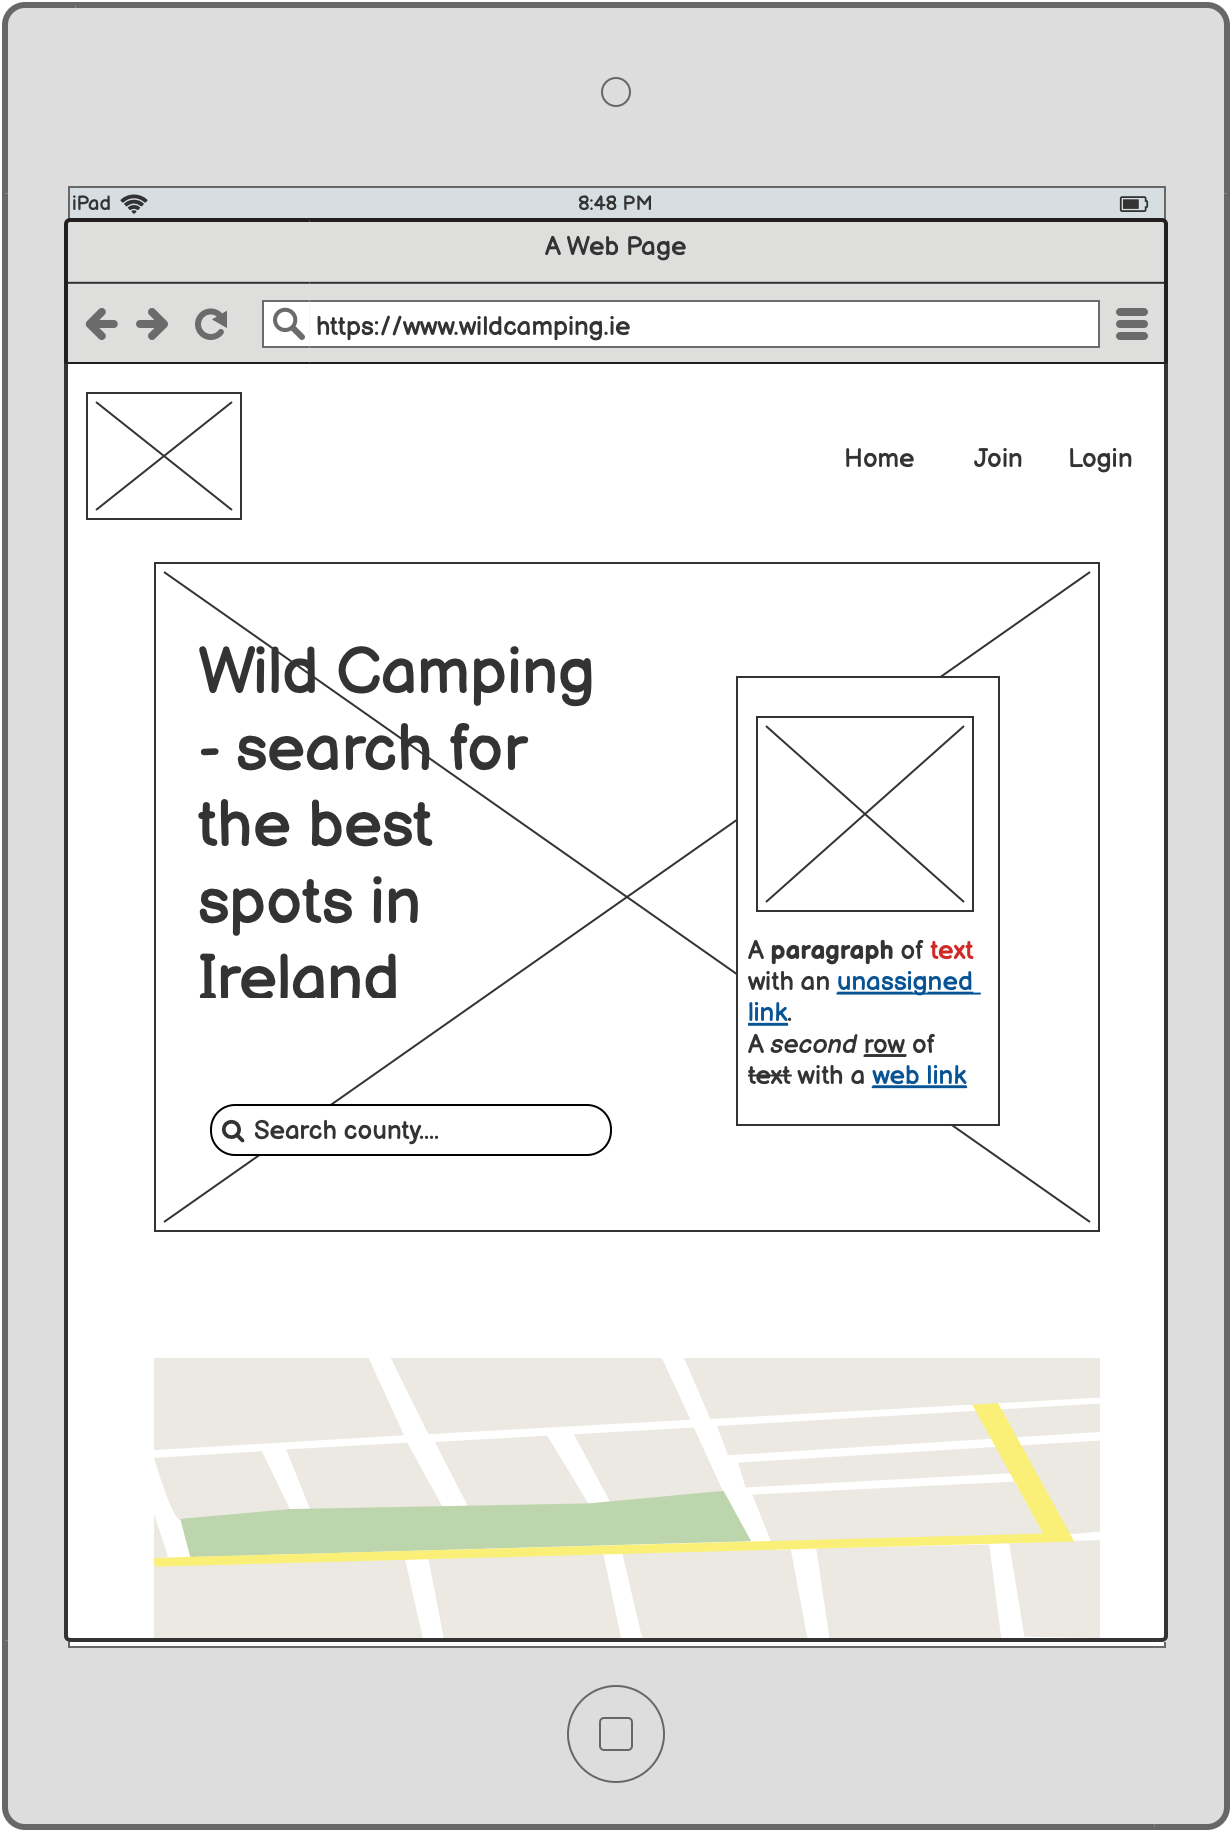 iPad
8:48 PM
A Web Page
https://www.wildcamping.ie
Home Join Login
Wild Camping
- search for
the best
spots in
Ireland
A paragraph of text
with an unassigned
link.
A second row of
text with a web link
Search county....